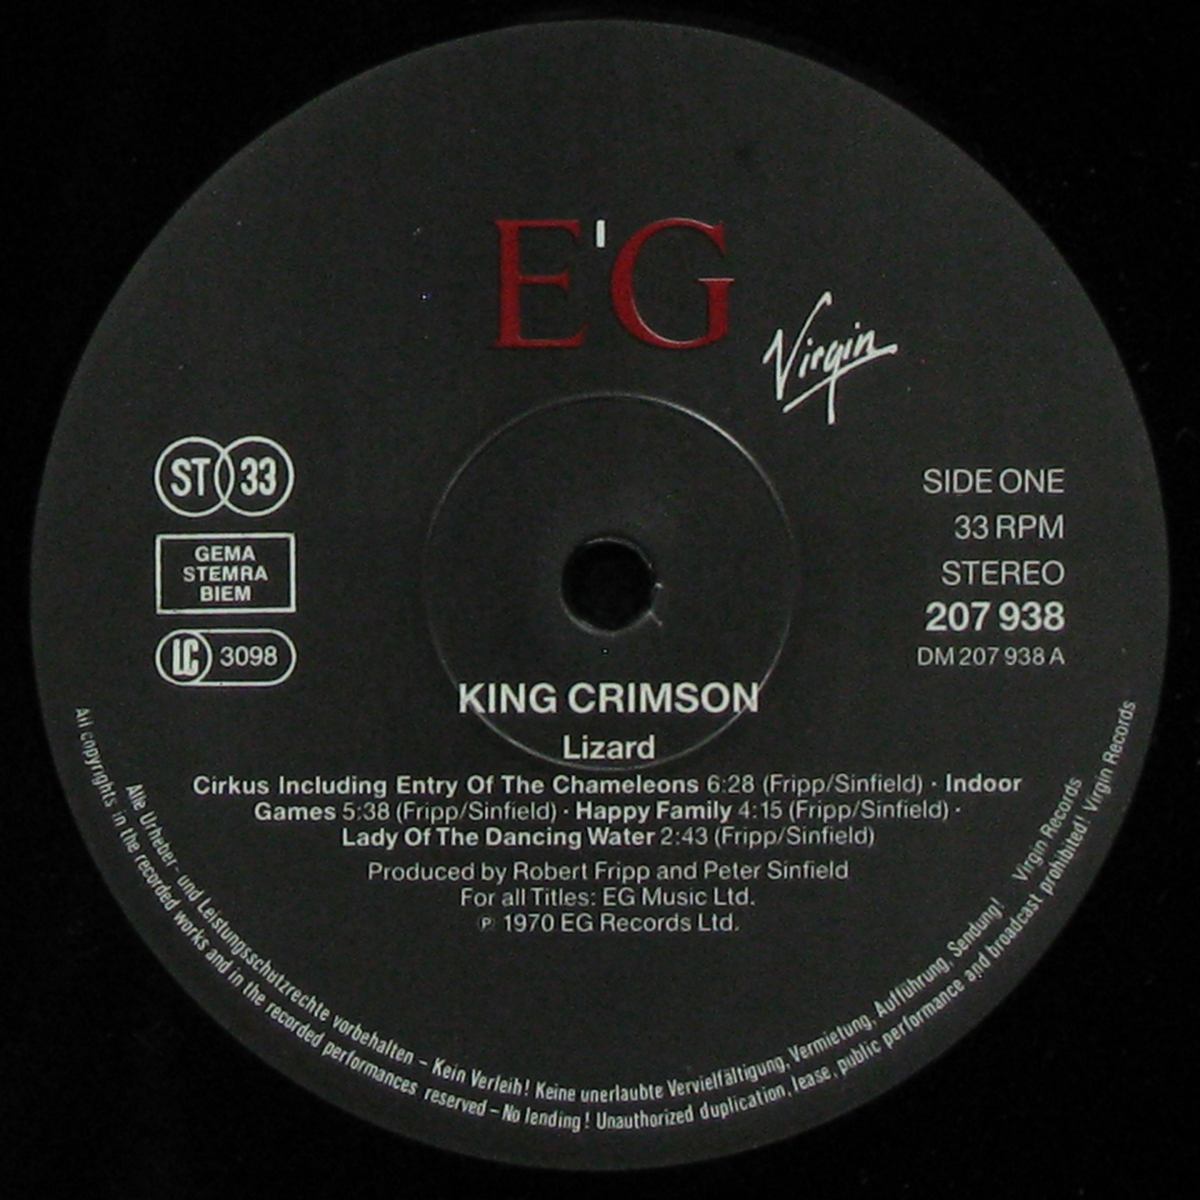 E'G
Virgin
ST 33
GEMA
STEMRA
BIEM
LC 3098
SIDE ONE
33 RPM
STEREO
207 938
DM 207 938 A
KING CRIMSON
Lizard
Cirkus Including Entry Of The Chameleons 6:28 (Fripp/Sinfield) · Indoor
Games 5:38 (Fripp/Sinfield) · Happy Family 4:15 (Fripp/Sinfield) ·
Lady Of The Dancing Water 2:43 (Fripp/Sinfield)
Produced by Robert Fripp and Peter Sinfield
For all Titles: EG Music Ltd.
℗ 1970 EG Records Ltd.
Alle Urheber- und Leistungsschutzrechte vorbehalten – Kein Verleih! Keine unerlaubte Vervielfältigung, Vermietung, Aufführung, Sendung! Virgin Records
All copyrights in the recorded works and in the recorded performances reserved – No lending! Unauthorized duplication, lease, public performance and broadcast prohibited! Virgin Records